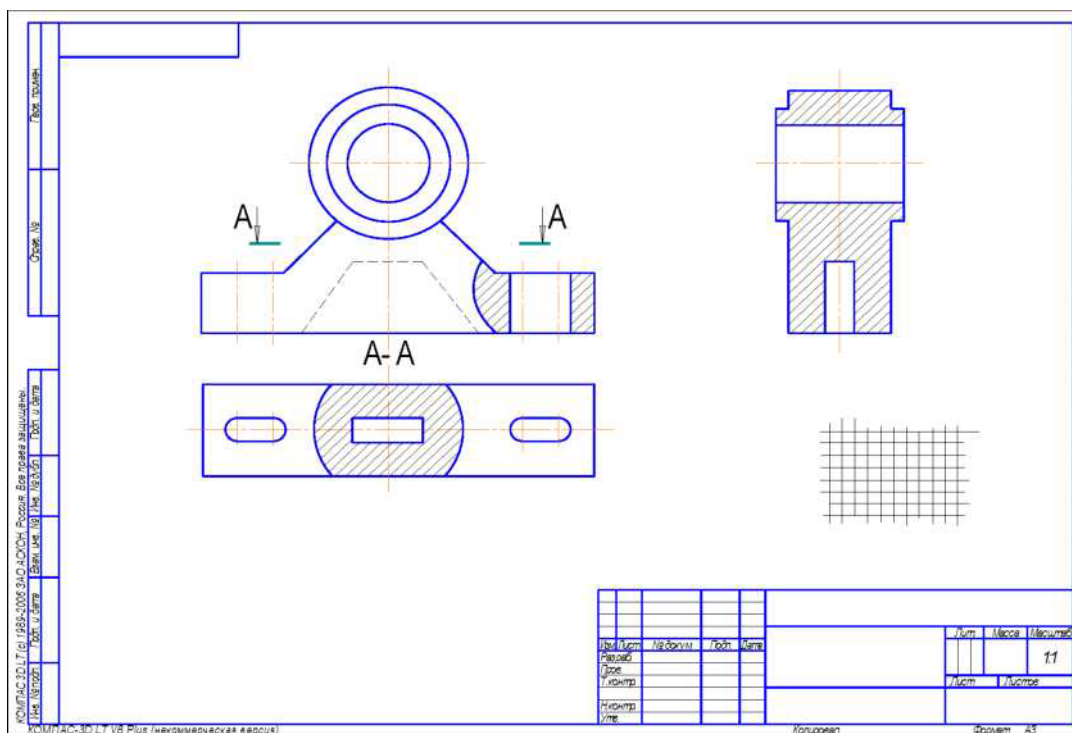 Перв. примен.
Справ. №
Подп. и дата
Инв. № дубл.
Взам. инв. №
Подп. и дата
Инв. № подл.
КОМПАС-3D LT (c) 1989-2006 ЗАО АСКОН, Россия. Все права защищены.
А
А
А- А
Изм Лист № докум. Подп. Дата
Разраб.
Пров.
Т.контр.
Н.контр.
Утв.
Лит. Масса Масштаб
1:1
Лист Листов
КОМПАС-3D LT V8 Plus (некоммерческая версия)
Копировал
Формат А3